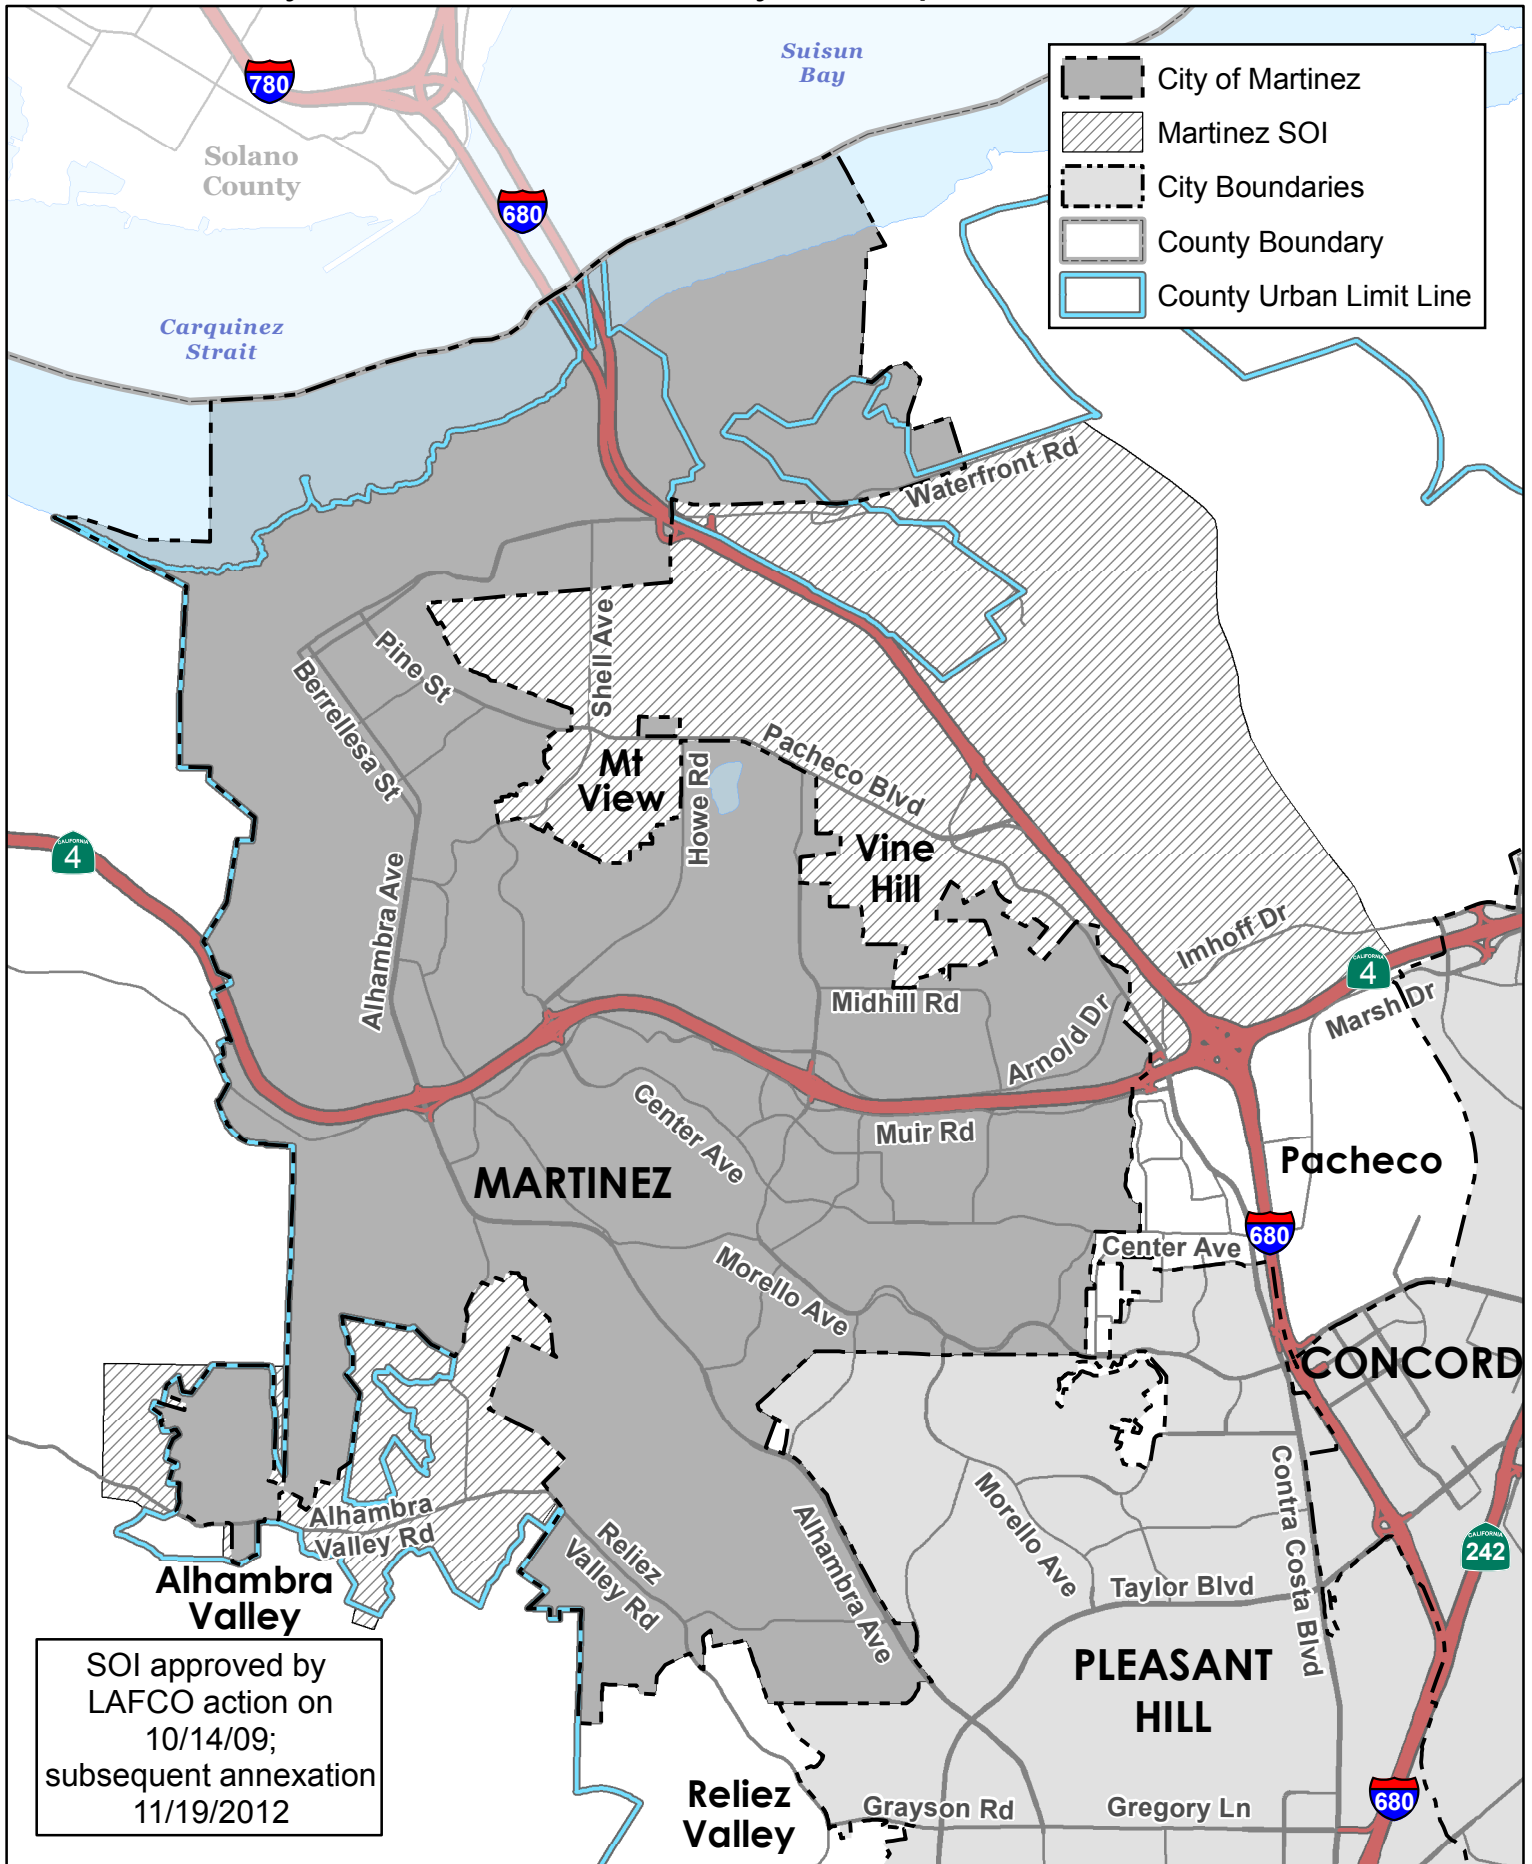 Suisun
Bay
780
Solano
County
680
Carquinez
Strait
City of Martinez
Martinez SOI
City Boundaries
County Boundary
County Urban Limit Line
Waterfront Rd
Shell Ave
Pine St
Berrellesa St
Mt
View
Howe Rd
Pacheco Blvd
Vine
Hill
CALIFORNIA
4
Alhambra Ave
Imhoff Dr
CALIFORNIA
4
Marsh Dr
Midhill Rd
Arnold Dr
Center Ave
Muir Rd
MARTINEZ
Pacheco
680
Center Ave
Morello Ave
CONCORD
Alhambra
Valley Rd
Reliez
Valley Rd
Alhambra Ave
Morello Ave
Contra Costa Blvd
CALIFORNIA
242
Taylor Blvd
Alhambra
Valley
PLEASANT
HILL
SOI approved by
LAFCO action on
10/14/09;
subsequent annexation
11/19/2012
Reliez
Valley
Grayson Rd
Gregory Ln
680